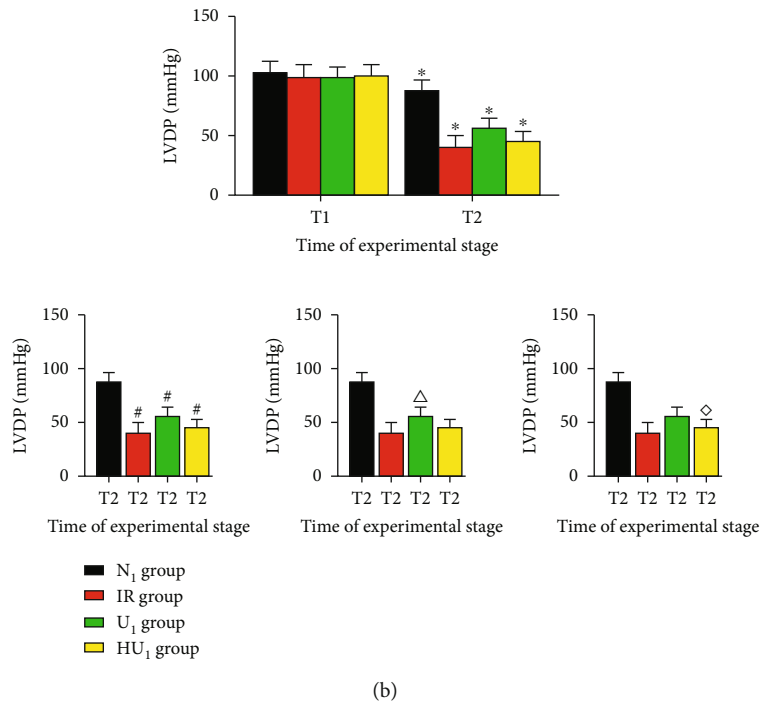 150
100
50
0
LVDP (mmHg)
* * * *
T1 T2
Time of experimental stage
150
100
50
0
LVDP (mmHg)
# # #
T2 T2 T2 T2
Time of experimental stage
150
100
50
0
LVDP (mmHg)
△
T2 T2 T2 T2
Time of experimental stage
150
100
50
0
LVDP (mmHg)
◇
T2 T2 T2 T2
Time of experimental stage
N₁ group
IR group
U₁ group
HU₁ group
(b)